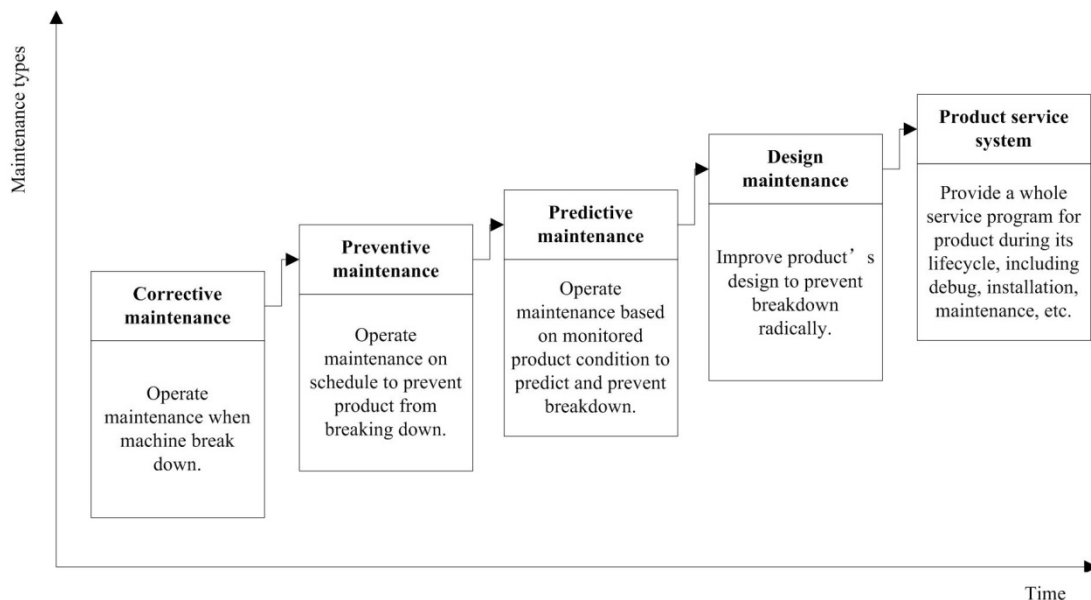 Maintenance types
Corrective
maintenance
Operate
maintenance when
machine break
down.
Preventive
maintenance
Operate
maintenance on
schedule to prevent
product from
breaking down.
Predictive
maintenance
Operate
maintenance based
on monitored
product condition to
predict and prevent
breakdown.
Design
maintenance
Improve product’s
design to prevent
breakdown
radically.
Product service
system
Provide a whole
service program for
product during its
lifecycle, including
debug, installation,
maintenance, etc.
Time